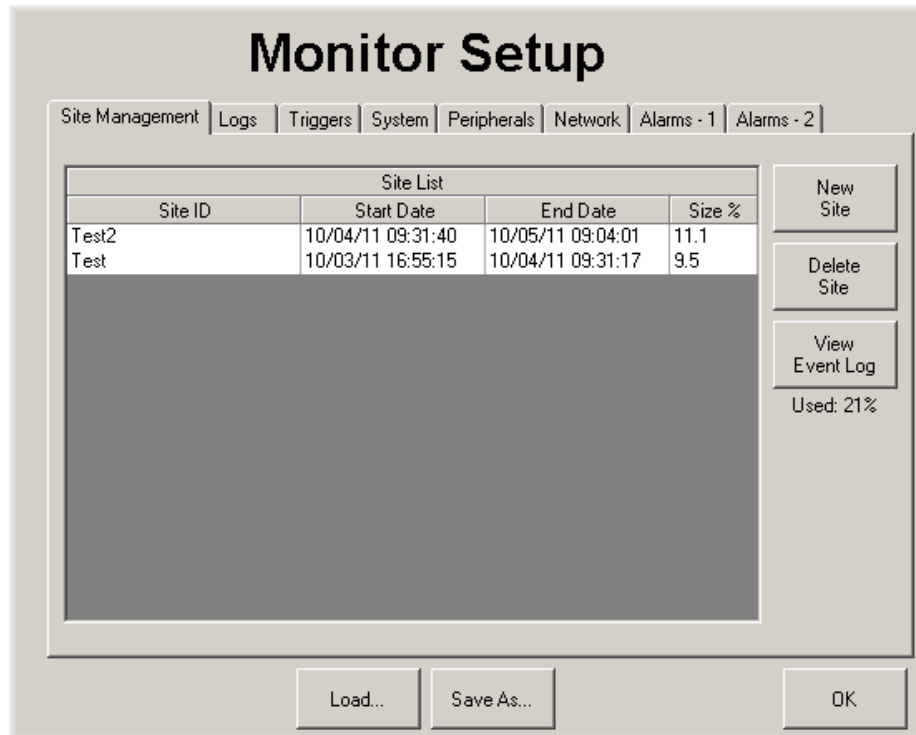 Monitor Setup
Site Management Logs Triggers System Peripherals Network Alarms - 1 Alarms - 2
Site List
Site ID Start Date End Date Size %
Test2 10/04/11 09:31:40 10/05/11 09:04:01 11.1
Test 10/03/11 16:55:15 10/04/11 09:31:17 9.5
New
Site
Delete
Site
View
Event Log
Used: 21%
Load... Save As... OK